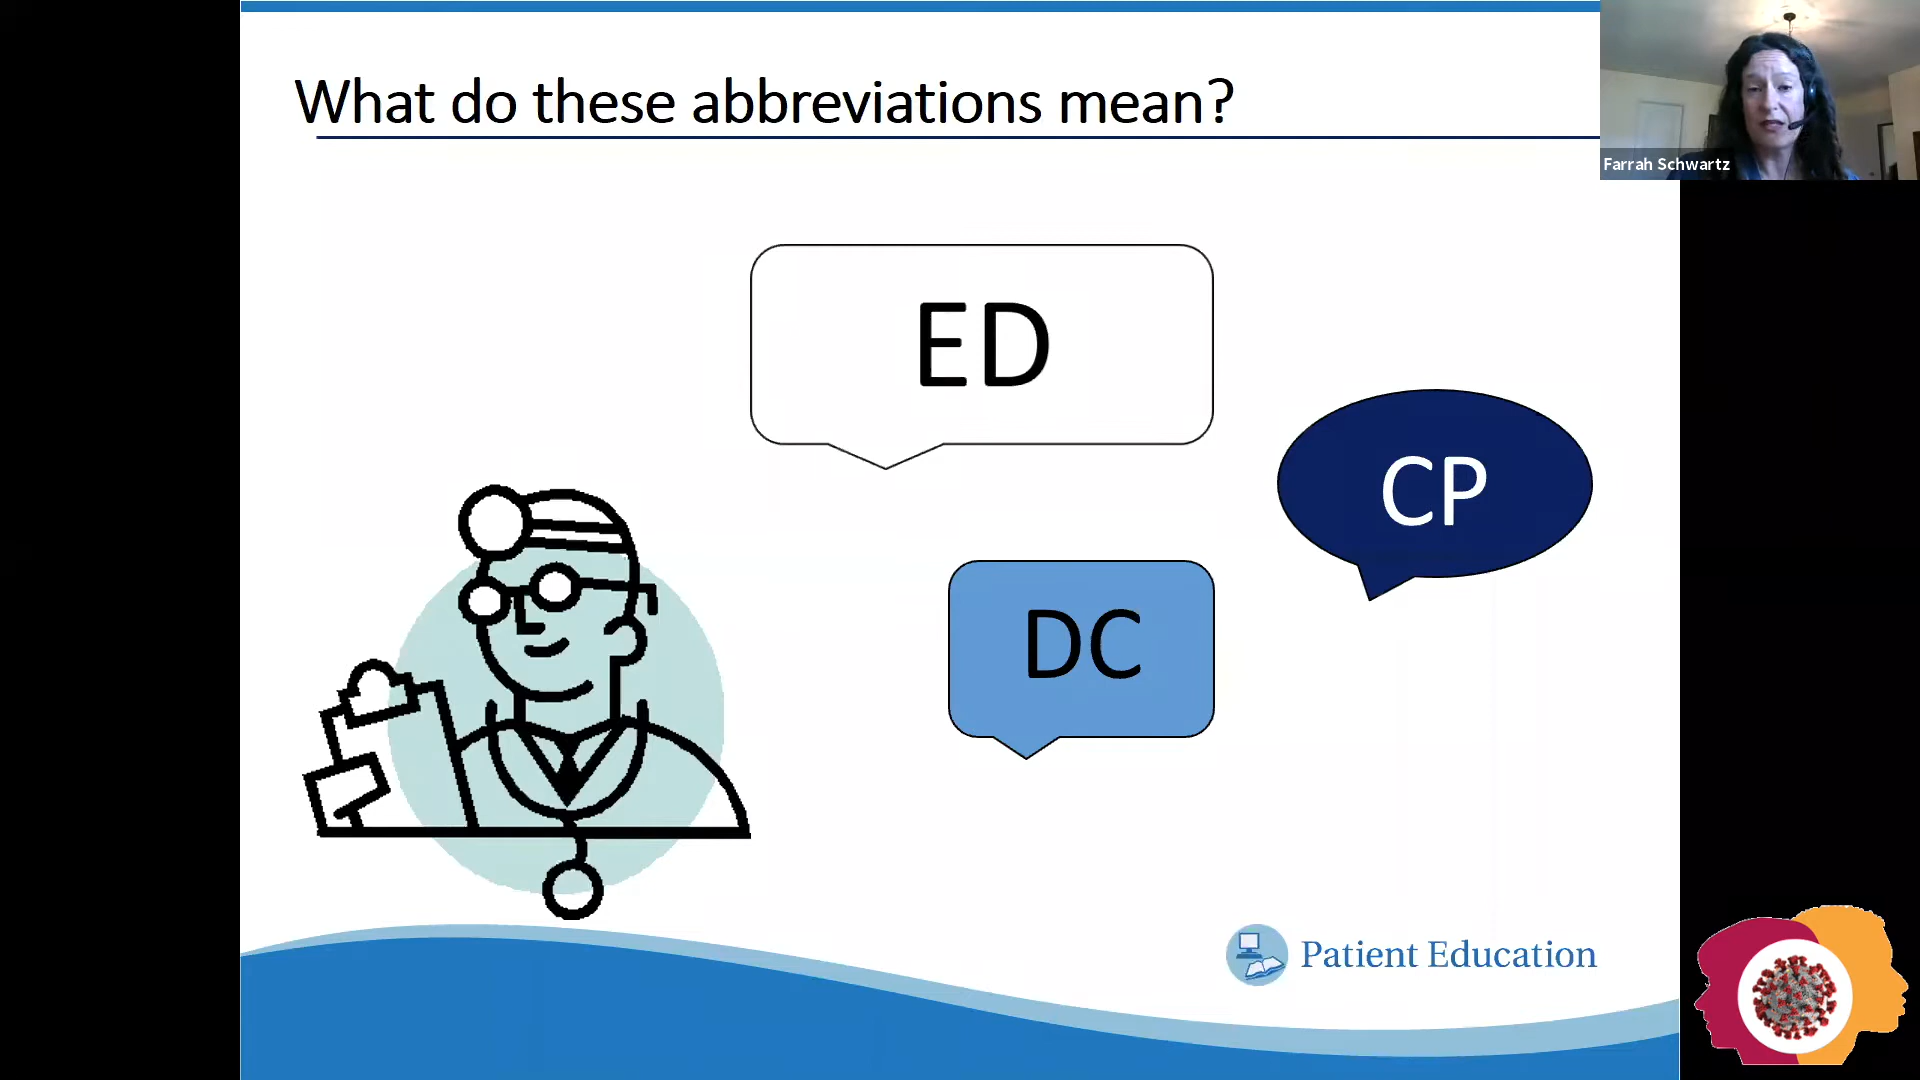 What do these abbreviations mean?
Farrah Schwartz
ED
CP
DC
Patient Education